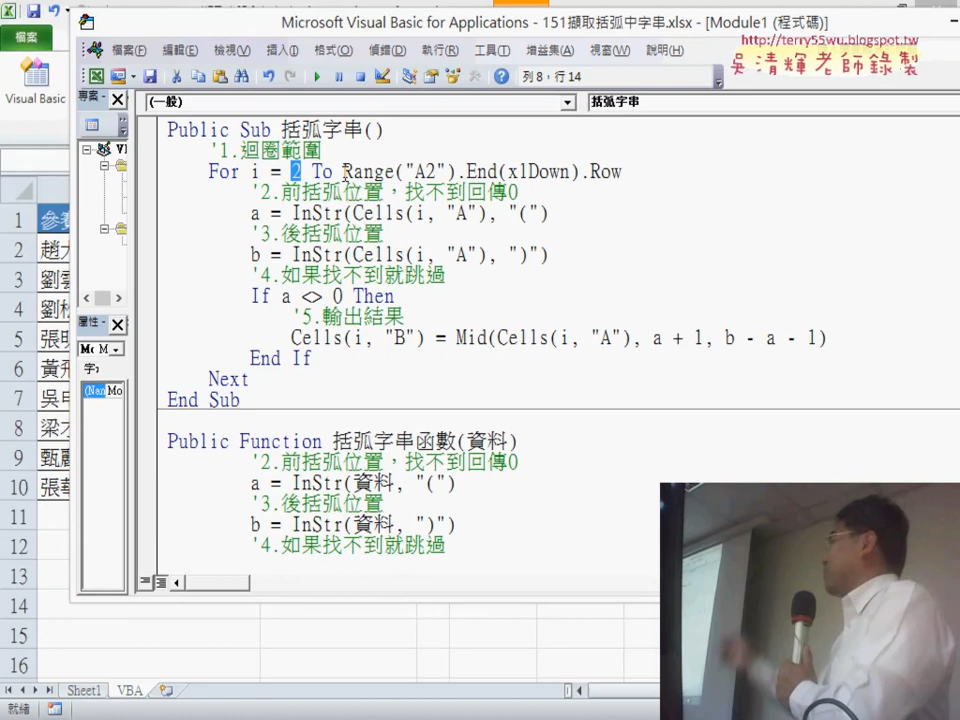 Microsoft Visual Basic for Applications - 151擷取括弧中字串.xlsx - [Module1 (程式碼)]
http://terry55wu.blogspot.tw
吳清輝老師錄製
檔案
檔案(F) 編輯(E) 檢視(V) 插入(I) 格式(O) 偵錯(D) 執行(R) 工具(T) 增益集(A) 視窗(W) 說明(H)
列 8，行 14
Visual Basic
專案 -
(一般)
括弧字串
屬性 -
字母
Public Sub 括弧字串()
'1.迴圈範圍
For i = 2 To Range("A2").End(xlDown).Row
'2.前括弧位置，找不到回傳0
a = InStr(Cells(i, "A"), "(")
'3.後括弧位置
b = InStr(Cells(i, "A"), ")")
'4.如果找不到就跳過
If a <> 0 Then
'5.輸出結果
Cells(i, "B") = Mid(Cells(i, "A"), a + 1, b - a - 1)
End If
Next
End Sub
Public Function 括弧字串函數(資料)
'2.前括弧位置，找不到回傳0
a = InStr(資料, "(")
'3.後括弧位置
b = InStr(資料, ")")
'4.如果找不到就跳過
1
2
3 劉
4 劉
5 張
6 黃
7 吳
8 梁
9 甄
10 張
11
12
13
14
15
16
Sheet1 VBA
就緒